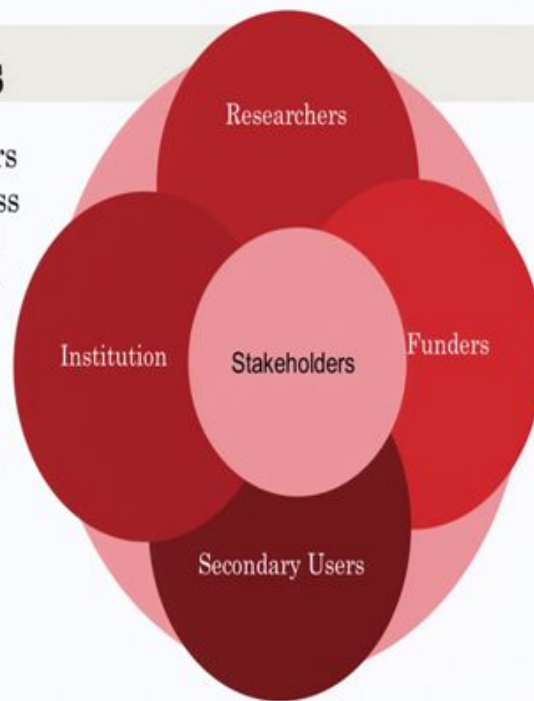 Researchers
Institution
Stakeholders
Funders
Secondary Users